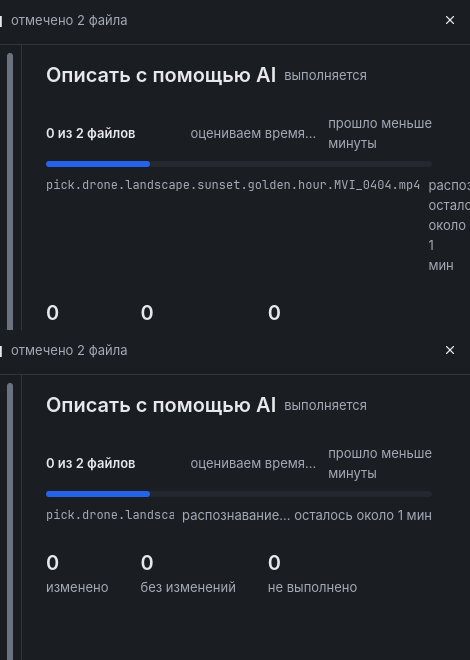 отмечено 2 файла ×
Описать с помощью AI выполняется
0 из 2 файлов оцениваем время... прошло меньше
минуты
pick.drone.landscape.sunset.golden.hour.MVI_0404.mp4
около
1
мин
0 0 0
отмечено 2 файла ×
Описать с помощью AI выполняется
0 из 2 файлов оцениваем время... прошло меньше
минуты
pick.drone.landsca распознавание... осталось около 1 мин
0 0 0
изменено без изменений не выполнено